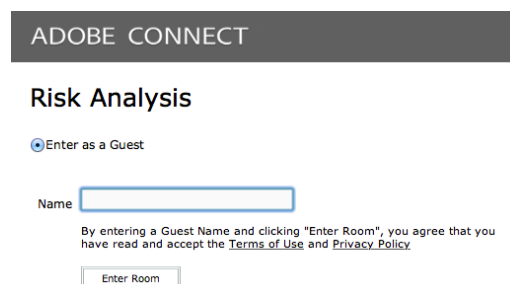 ADOBE CONNECT
Risk Analysis
Enter as a Guest
Name
By entering a Guest Name and clicking "Enter Room", you agree that you
have read and accept the Terms of Use and Privacy Policy
Enter Room